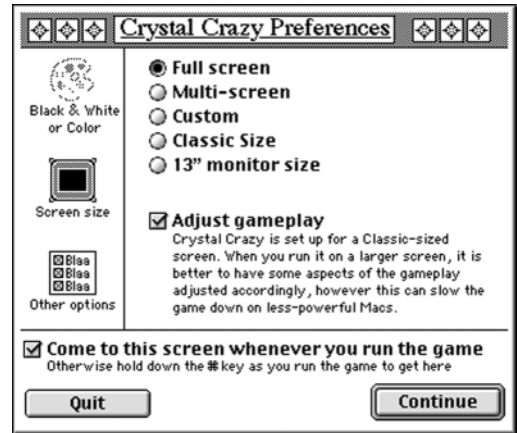 Crystal Crazy Preferences
Black & White
or Color
Screen size
Blaa
Blaa
Blaa
Other options
Full screen
Multi-screen
Custom
Classic Size
13” monitor size
Adjust gameplay
Crystal Crazy is set up for a Classic-sized
screen. When you run it on a larger screen, it is
better to have some aspects of the gameplay
adjusted accordingly, however this can slow the
game down on less-powerful Macs.
Come to this screen whenever you run the game
Otherwise hold down the ⌘ key as you run the game to get here
Quit
Continue